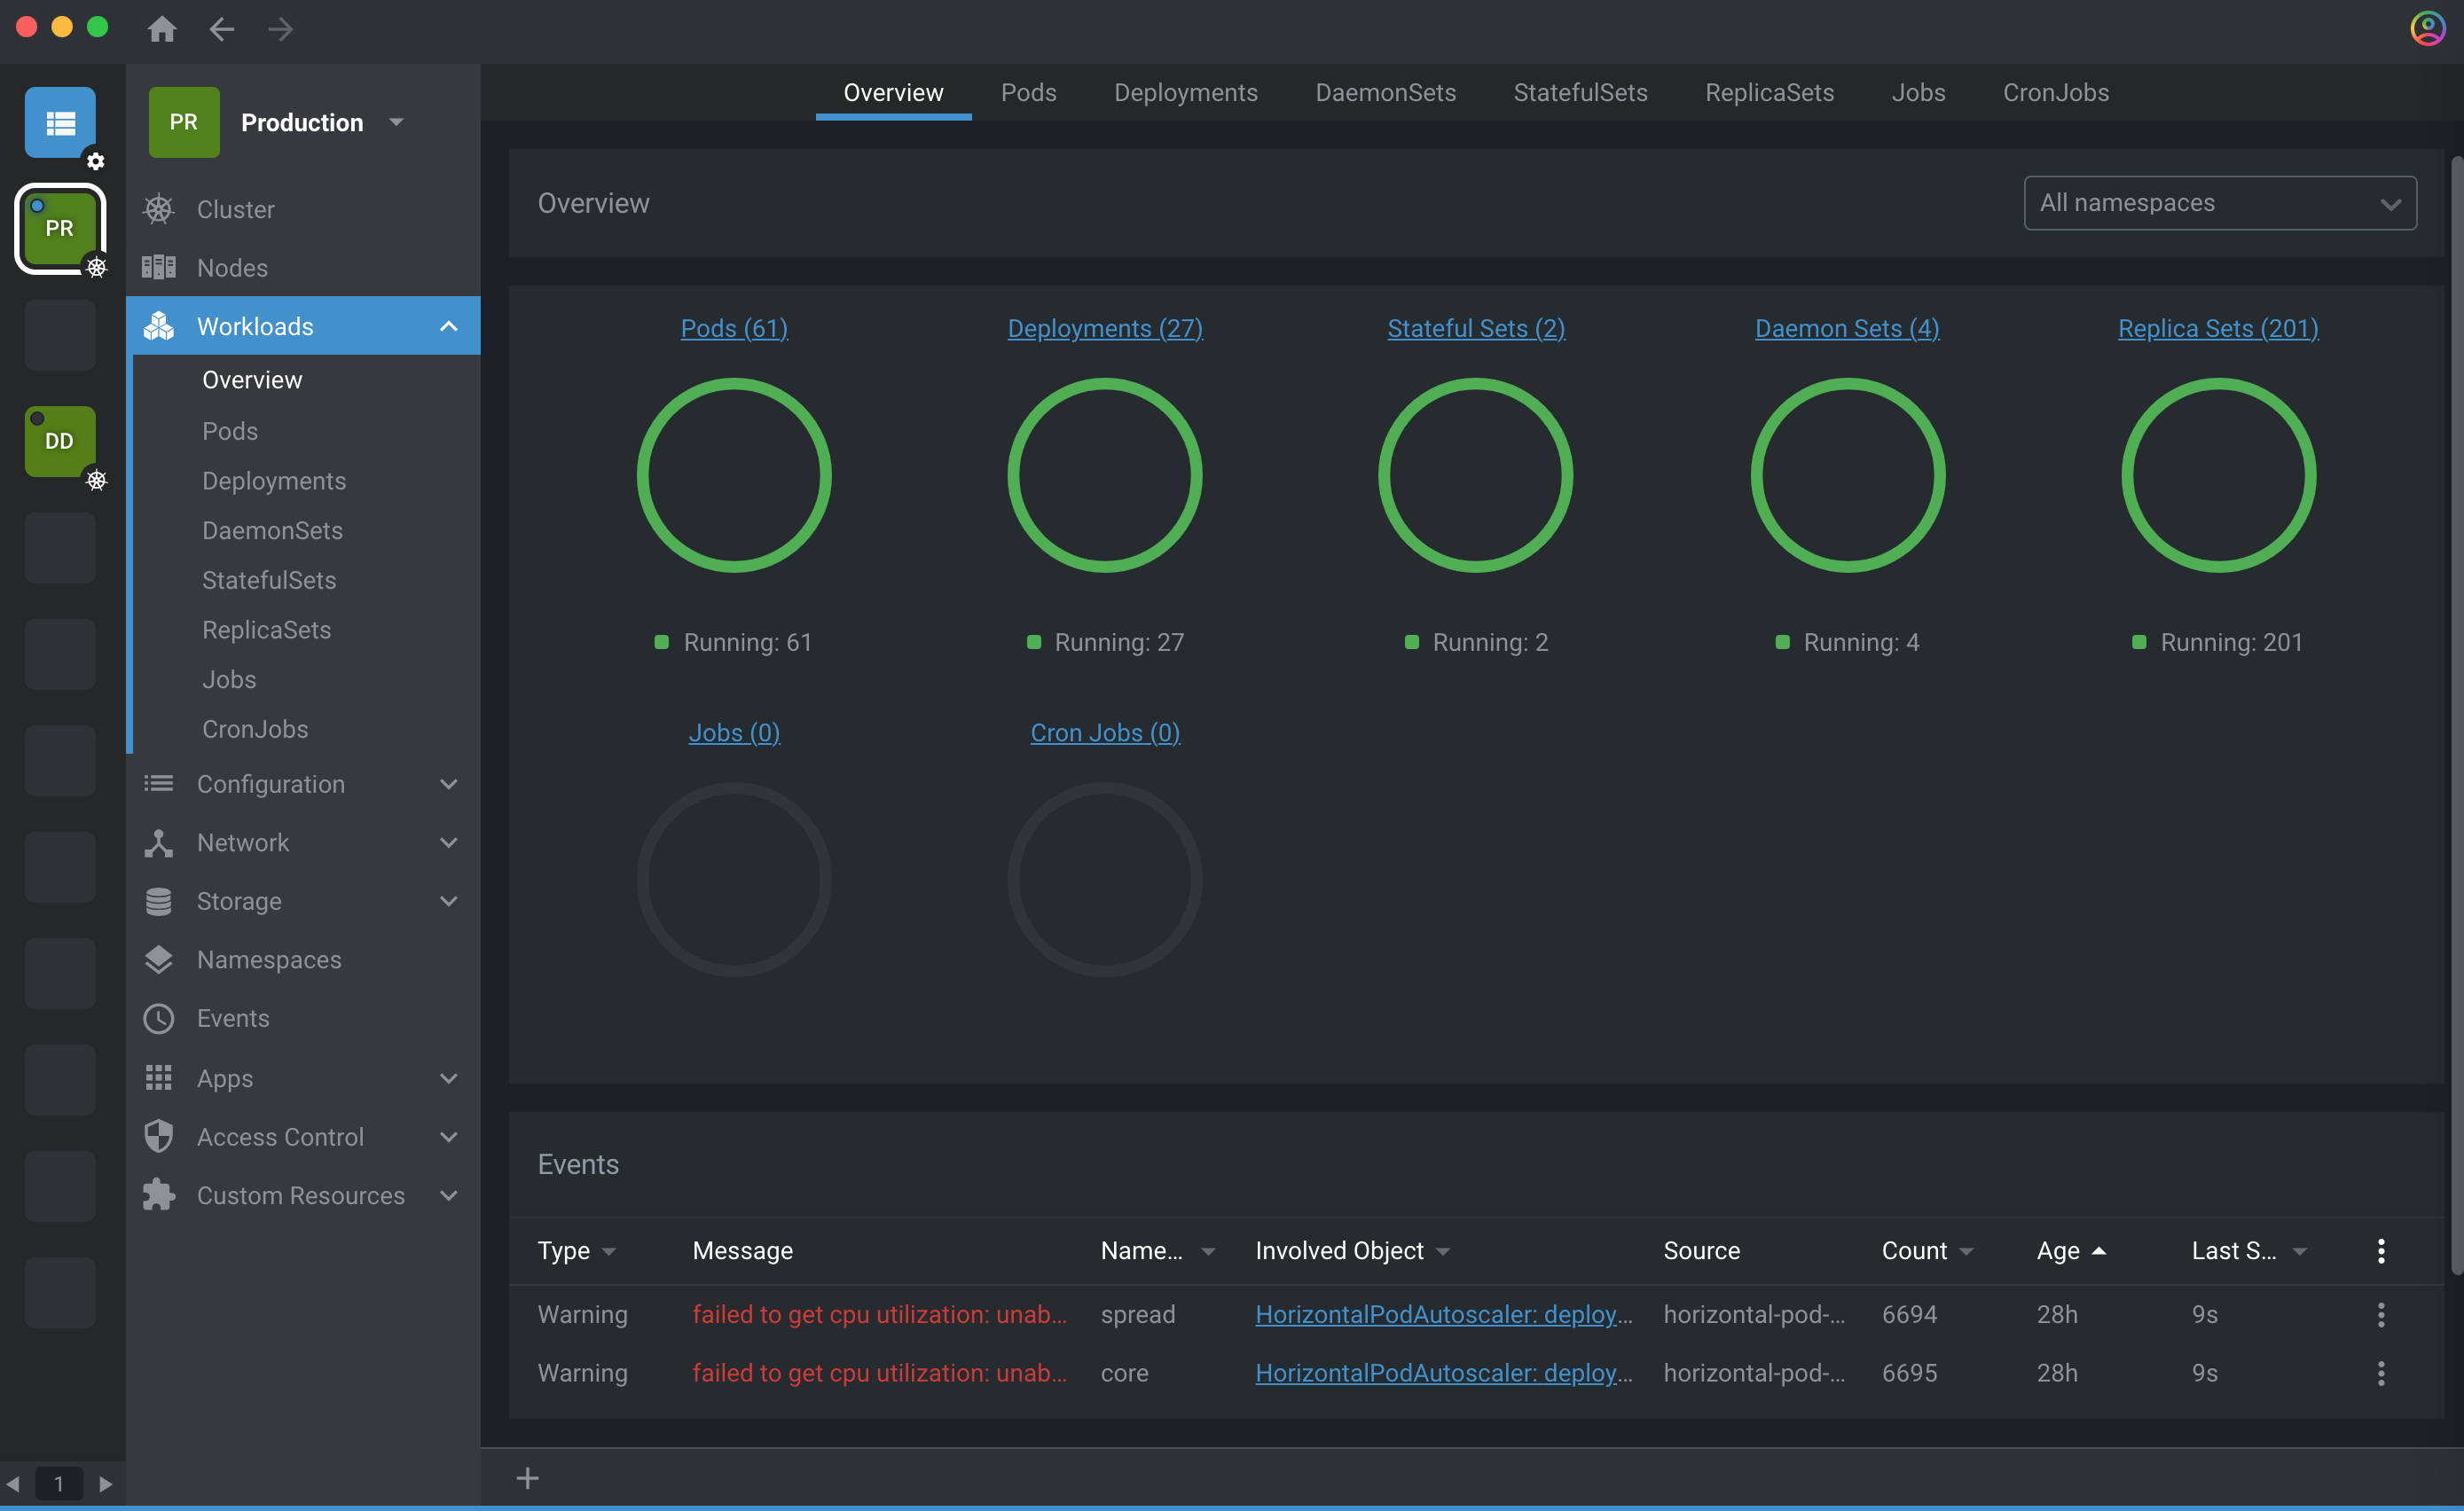 PR
DD
1
PR Production
Cluster
Nodes
Workloads
Overview
Pods
Deployments
DaemonSets
StatefulSets
ReplicaSets
Jobs
CronJobs
Configuration
Network
Storage
Namespaces
Events
Apps
Access Control
Custom Resources
Overview Pods Deployments DaemonSets StatefulSets ReplicaSets Jobs CronJobs
Overview All namespaces
Pods (61) Deployments (27) Stateful Sets (2) Daemon Sets (4) Replica Sets (201)
Running: 61 Running: 27 Running: 2 Running: 4 Running: 201
Jobs (0) Cron Jobs (0)
Events
Type Message Name... Involved Object Source Count Age Last S...
Warning failed to get cpu utilization: unab... spread HorizontalPodAutoscaler: deploy... horizontal-pod-... 6694 28h 9s
Warning failed to get cpu utilization: unab... core HorizontalPodAutoscaler: deploy... horizontal-pod-... 6695 28h 9s